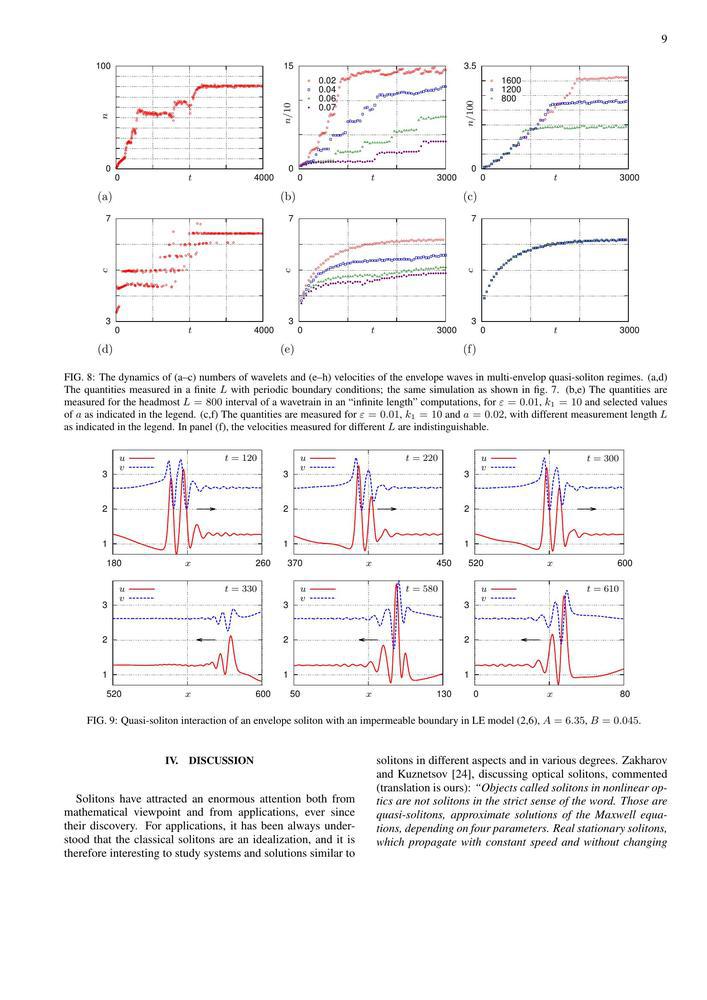 9
100
n
0
0
t
4000
(a)
15
n/10
0
0.02
0.04
0.06
0.07
0
t
3000
(b)
3.5
n/100
0
1600
1200
800
0
t
3000
(c)
7
c
3
0
t
4000
(d)
7
c
3
0
t
3000
(e)
7
c
3
0
t
3000
(f)
FIG. 8: The dynamics of (a–c) numbers of wavelets and (e–h) velocities of the envelope waves in multi-envelop quasi-soliton regimes. (a,d)
The quantities measured in a finite L with periodic boundary conditions; the same simulation as shown in fig. 7. (b,e) The quantities are
measured for the headmost L = 800 interval of a wavetrain in an “infinite length” computations, for ε = 0.01, k₁ = 10 and selected values
of a as indicated in the legend. (c,f) The quantities are measured for ε = 0.01, k₁ = 10 and a = 0.02, with different measurement length L
as indicated in the legend. In panel (f), the velocities measured for different L are indistinguishable.
u
v
t = 120
3
2
1
180
x
260
u
v
t = 220
3
2
1
370
x
450
u
v
t = 300
3
2
1
520
x
600
u
v
t = 330
3
2
1
520
x
600
u
v
t = 580
3
2
1
50
x
130
u
v
t = 610
3
2
1
0
x
80
FIG. 9: Quasi-soliton interaction of an envelope soliton with an impermeable boundary in LE model (2,6), A = 6.35, B = 0.045.
IV. DISCUSSION
Solitons have attracted an enormous attention both from
mathematical viewpoint and from applications, ever since
their discovery. For applications, it has been always under-
stood that the classical solitons are an idealization, and it is
therefore interesting to study systems and solutions similar to
solitons in different aspects and in various degrees. Zakharov
and Kuznetsov [24], discussing optical solitons, commented
(translation is ours): “Objects called solitons in nonlinear op-
tics are not solitons in the strict sense of the word. Those are
quasi-solitons, approximate solutions of the Maxwell equa-
tions, depending on four parameters. Real stationary solitons,
which propagate with constant speed and without changing